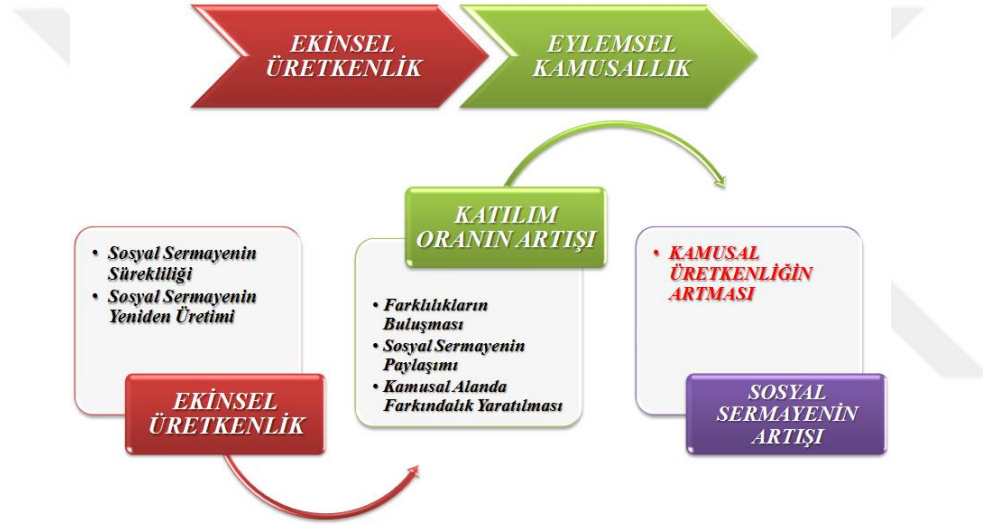 EKİNSEL
ÜRETKENLİK
EYLEMSEL
KAMUSALLIK
• Sosyal Sermayenin
Sürekliliği
• Sosyal Sermayenin
Yeniden Üretimi
EKİNSEL
ÜRETKENLİK
KATILIM
ORANIN ARTIŞI
• Farklılıkların
Buluşması
• Sosyal Sermayenin
Paylaşımı
• Kamusal Alanda
Farkındalık Yaratılması
• KAMUSAL
ÜRETKENLİĞİN
ARTMASI
SOSYAL
SERMAYENİN
ARTIŞI